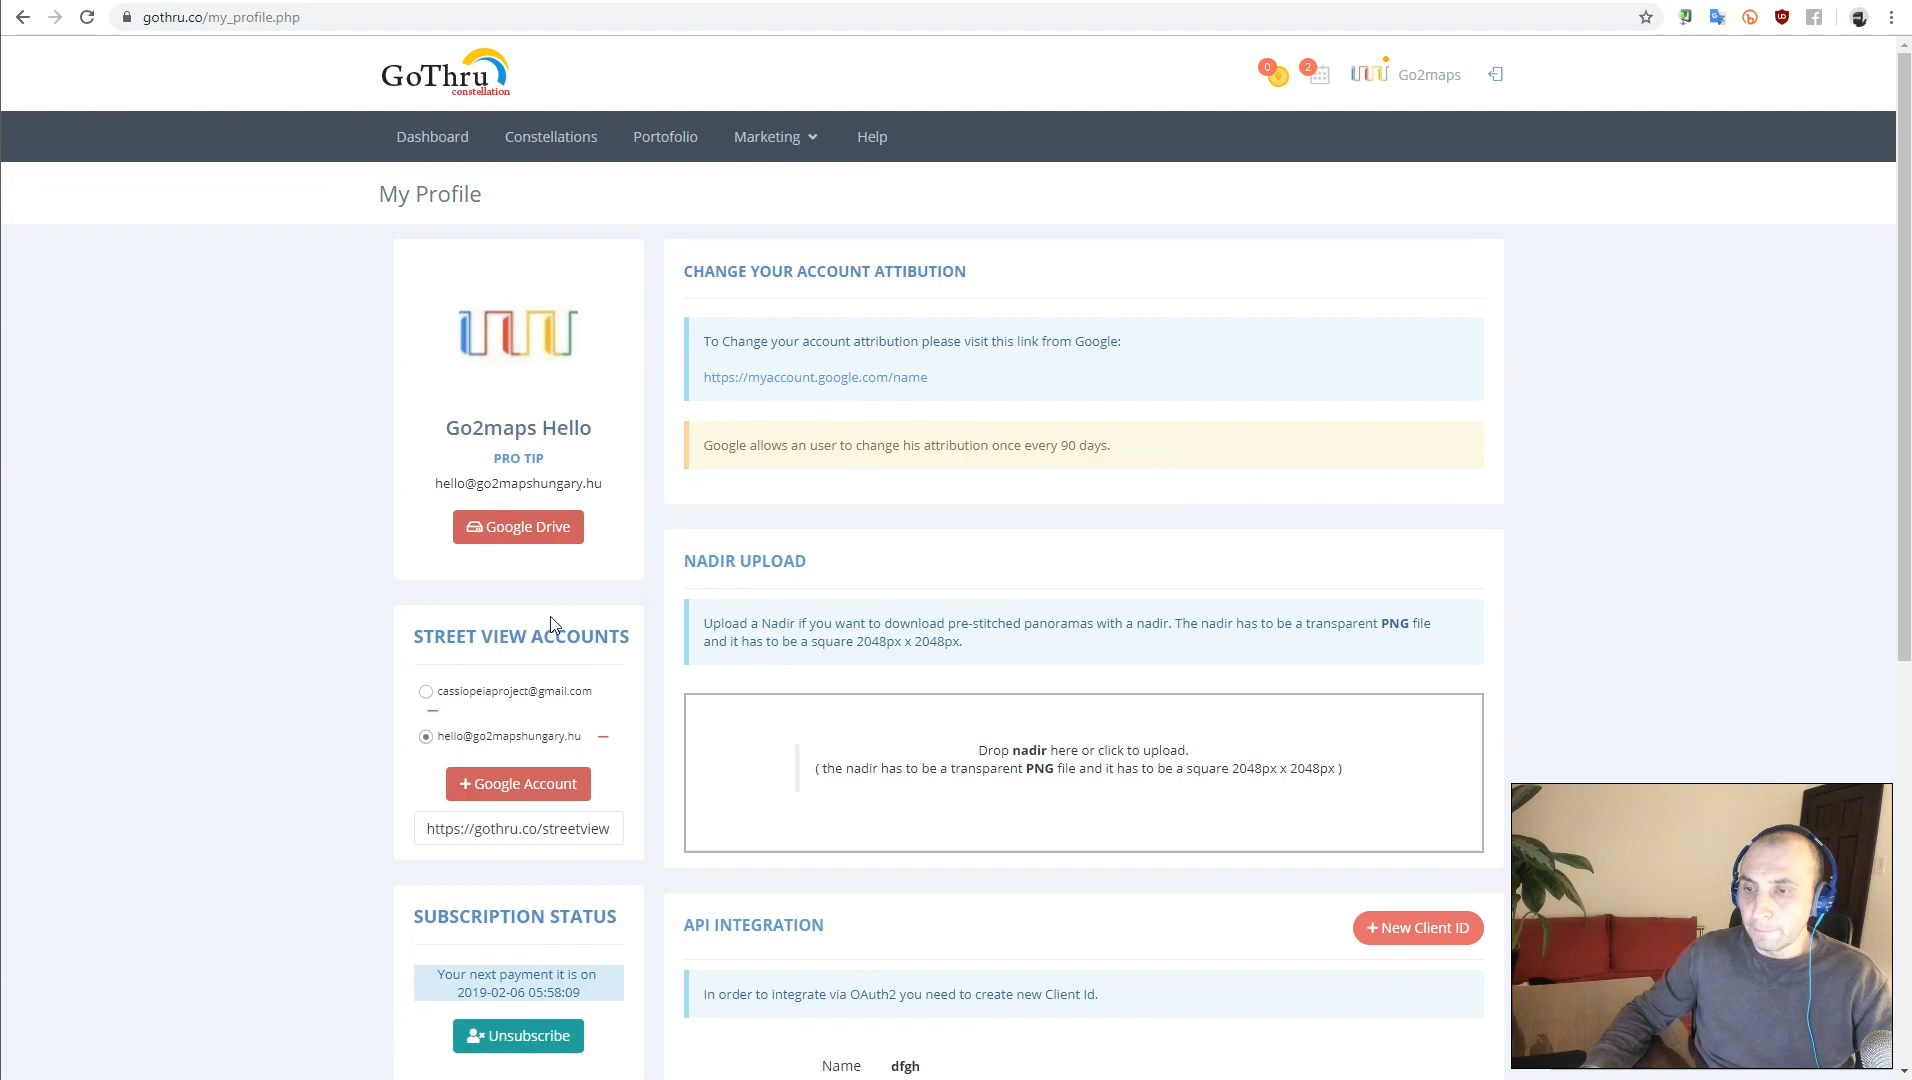 gothru.co/my_profile.php
GoThru
constellation
0
2
Go2maps
Dashboard
Constellations
Portofolio
Marketing
Help
My Profile
Go2maps Hello
PRO TIP
hello@go2mapshungary.hu
Google Drive
STREET VIEW ACCOUNTS
cassiopeiaproject@gmail.com
hello@go2mapshungary.hu
+ Google Account
https://gothru.co/streetview
SUBSCRIPTION STATUS
Your next payment it is on
2019-02-06 05:58:09
Unsubscribe
CHANGE YOUR ACCOUNT ATTIBUTION
To Change your account attribution please visit this link from Google:
https://myaccount.google.com/name
Google allows an user to change his attribution once every 90 days.
NADIR UPLOAD
Upload a Nadir if you want to download pre-stitched panoramas with a nadir. The nadir has to be a transparent PNG file
and it has to be a square 2048px x 2048px.
Drop nadir here or click to upload.
( the nadir has to be a transparent PNG file and it has to be a square 2048px x 2048px )
API INTEGRATION
+ New Client ID
In order to integrate via OAuth2 you need to create new Client Id.
Name dfgh